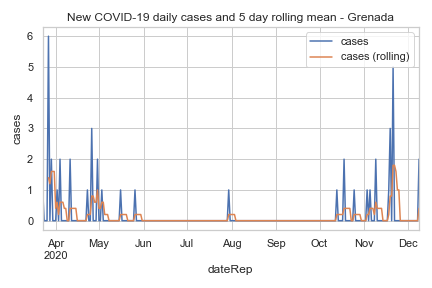 New COVID-19 daily cases and 5 day rolling mean - Grenada
cases
cases (rolling)
6
5
4
3
2
1
0
cases
Apr May Jun Jul Aug Sep Oct Nov Dec
2020
dateRep